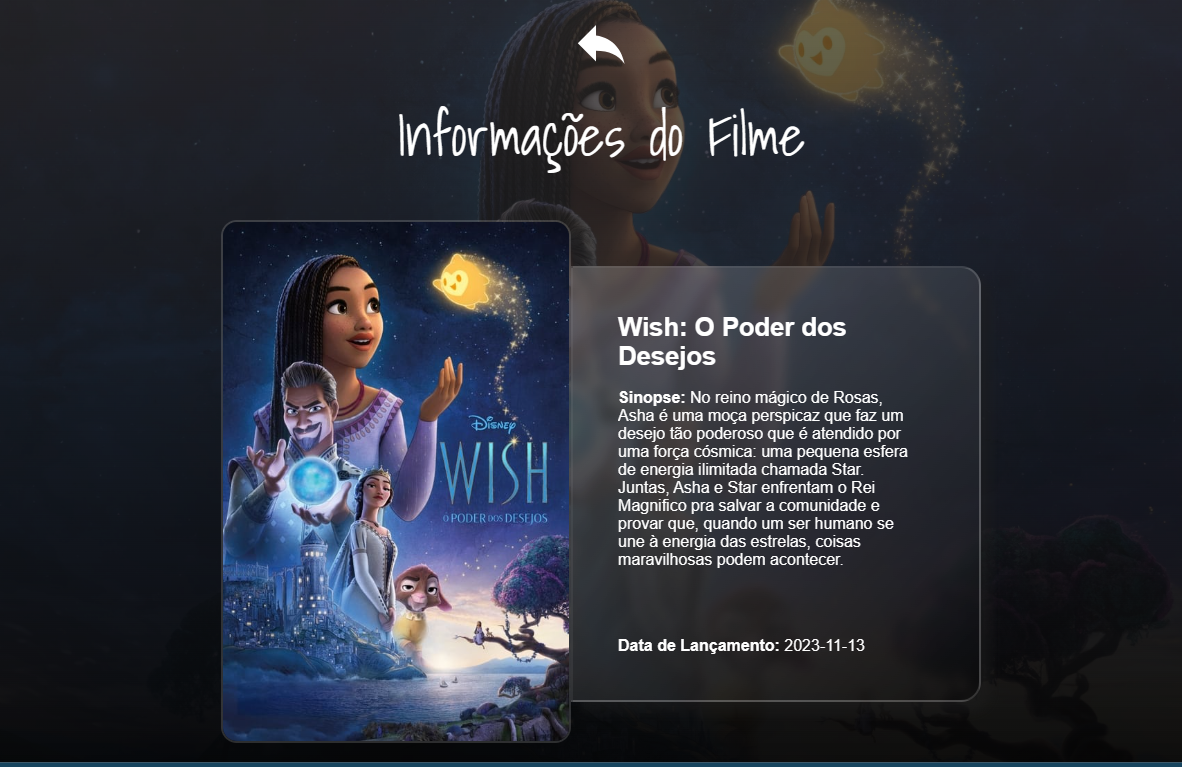 Informações do Filme
Disney
WISH
O PODER DOS DESEJOS
Wish: O Poder dos
Desejos
Sinopse: No reino mágico de Rosas,
Asha é uma moça perspicaz que faz um
desejo tão poderoso que é atendido por
uma força cósmica: uma pequena esfera
de energia ilimitada chamada Star.
Juntas, Asha e Star enfrentam o Rei
Magnifico pra salvar a comunidade e
provar que, quando um ser humano se
une à energia das estrelas, coisas
maravilhosas podem acontecer.
Data de Lançamento: 2023-11-13